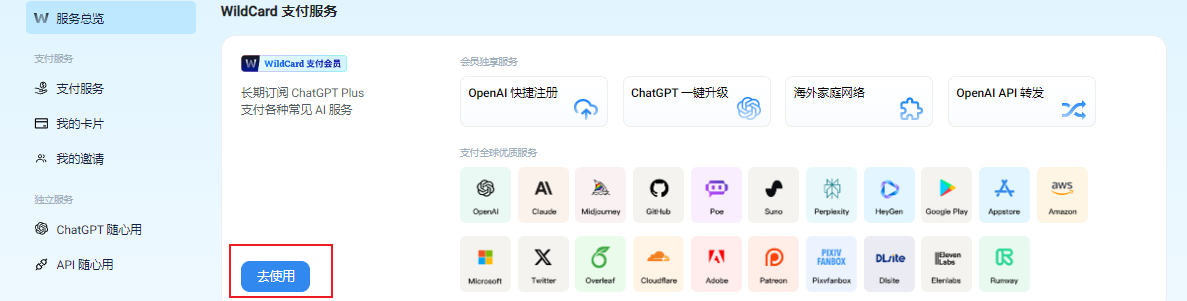 服务总览
支付服务
支付服务
我的卡片
我的邀请
独立服务
ChatGPT 随心用
API 随心用
WildCard 支付服务
WildCard 支付会员
长期订阅 ChatGPT Plus
支付各种常见 AI 服务
去使用
会员独享服务
OpenAI 快捷注册
ChatGPT 一键升级
海外家庭网络
OpenAI API 转发
支付全球优质服务
OpenAI
Claude
Midjourney
GitHub
Poe
Suno
Perplexity
HeyGen
Google Play
Appstore
aws
Amazon
Microsoft
Twitter
Overleaf
Cloudflare
Adobe
Patreon
PIXIV
FANBOX
Pixivfanbox
DLsite
Dlsite
ElevenLabs
Elenlabs
Runway